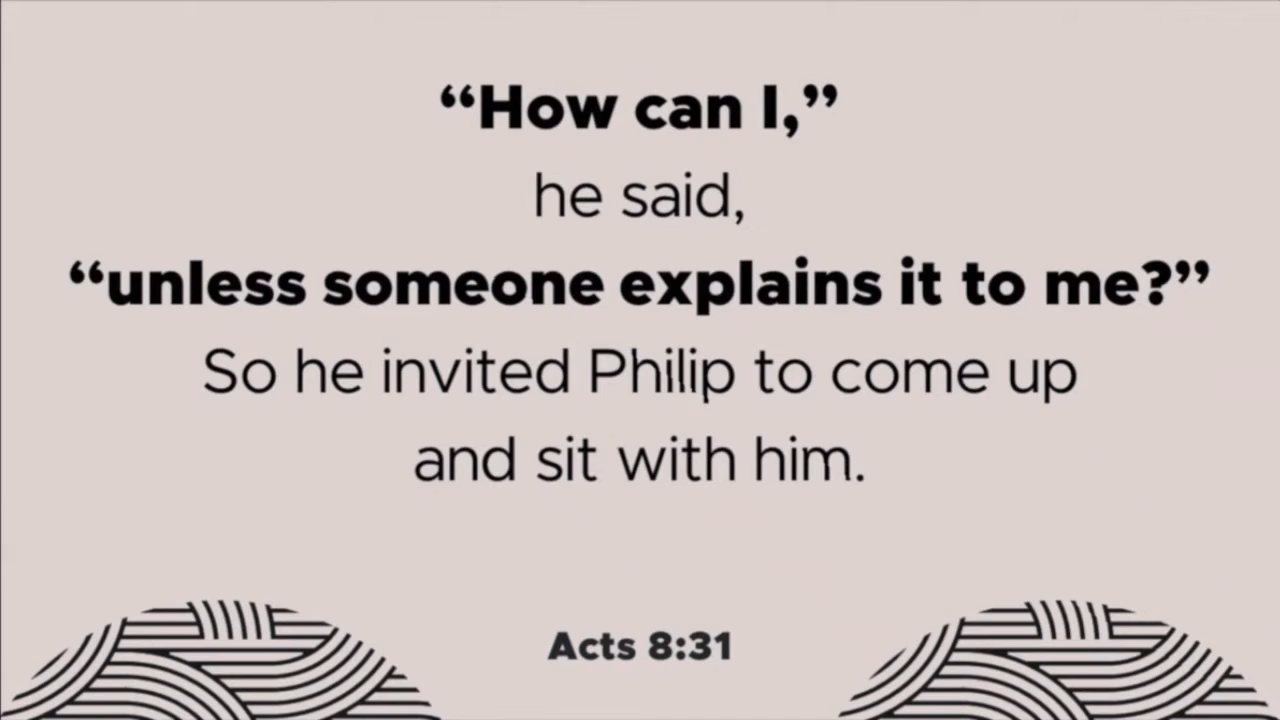 “How can I,”
he said,
“unless someone explains it to me?”
So he invited Philip to come up
and sit with him.
Acts 8:31